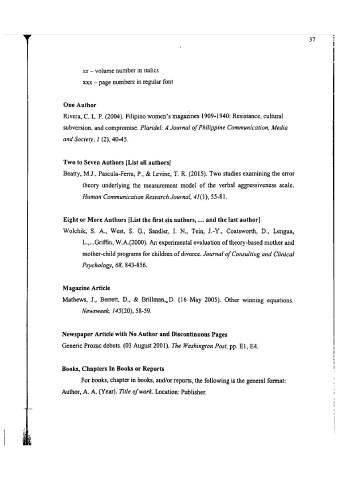 37
xx – volume number in italics
xxx – page numbers in regular font
One Author
Rivera, C. L. P. (2004). Filipino women's magazines 1909-1940: Resistance, cultural
subversion, and compromise. Plaridel: A Journal of Philippine Communication, Media
and Society, 1 (2), 40-45.
Two to Seven Authors [List all authors]
Beatty, M.J., Pascula-Ferra, P., & Levine, T. R. (2015). Two studies examining the error
theory underlying the measurement model of the verbal aggressiveness scale.
Human Communication Research Journal, 41(1), 55-81.
Eight or More Authors [List the first six authors, .... and the last author]
Wolchik, S. A., West, S. G., Sandler, I. N., Tein, J.-Y., Coatsworth, D., Lengua,
L.,...Griffin, W.A.(2000). An experimental evaluation of theory-based mother and
mother-child programs for children of divorce. Journal of Consulting and Clinical
Psychology, 68, 843-856.
Magazine Article
Mathews, J., Berrett, D., & Brillman, D. (16 May 2005). Other winning equations.
Newsweek, 145(20), 58-59.
Newspaper Article with No Author and Discontinuous Pages
Generic Prozac debuts. (03 August 2001). The Washington Post, pp. E1, E4.
Books, Chapters In Books or Reports
For books, chapter in books, and/or reports, the following is the general format:
Author, A. A. (Year). Title of work. Location: Publisher.